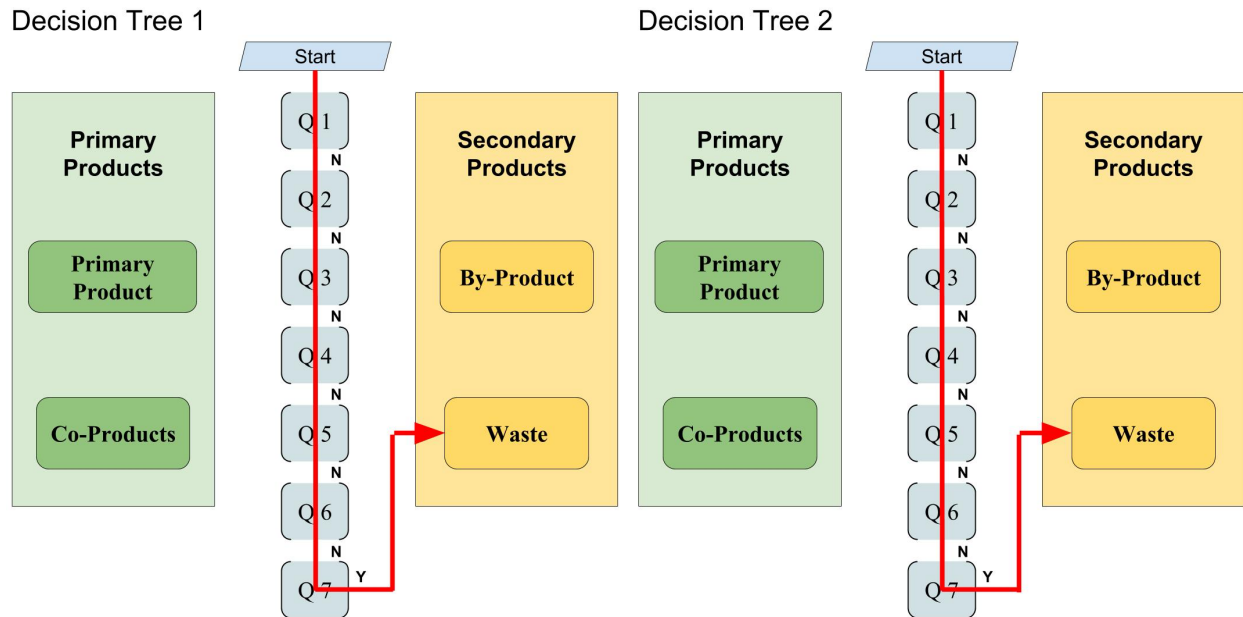 Decision Tree 1
Start
Primary
Products
Primary
Product
Co-Products
Q 1
N
Q 2
N
Q 3
N
Q 4
N
Q 5
N
Q 6
N
Q 7
Y
Secondary
Products
By-Product
Waste
Decision Tree 2
Start
Primary
Products
Primary
Product
Co-Products
Q 1
N
Q 2
N
Q 3
N
Q 4
N
Q 5
N
Q 6
N
Q 7
Y
Secondary
Products
By-Product
Waste